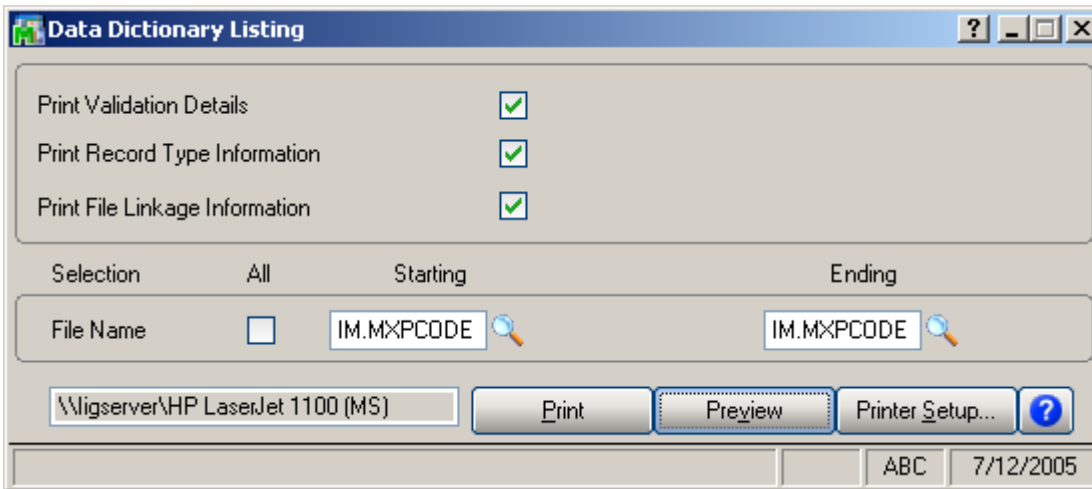 Data Dictionary Listing
Print Validation Details
Print Record Type Information
Print File Linkage Information
Selection All Starting Ending
File Name IM.MXPCODE IM.MXPCODE
\\ligserver\HP LaserJet 1100 (MS) Print Preview Printer Setup... ?
ABC 7/12/2005